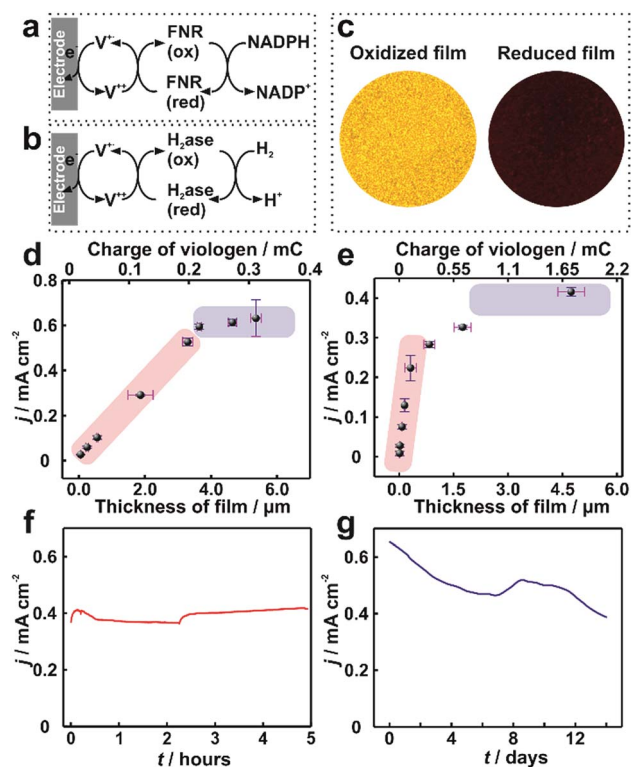 a
Electrode
e-
V+·
V++
FNR
(ox)
FNR
(red)
NADPH
NADP+
b
Electrode
e-
V+·
V++
H2ase
(ox)
H2ase
(red)
H2
H+
c
Oxidized film Reduced film
d
Charge of viologen / mC
0 0.1 0.2 0.3 0.4
j / mA cm-2
0.8
0.6
0.4
0.2
0
0.0 2.0 4.0 6.0
Thickness of film / μm
e
Charge of viologen / mC
0 0.55 1.1 1.65 2.2
j / mA cm-2
0.4
0.3
0.2
0.1
0
0.0 1.5 3.0 4.5 6.0
Thickness of film / μm
f
j / mA cm-2
0.6
0.4
0.2
0
0 1 2 3 4 5
t / hours
g
j / mA cm-2
0.6
0.4
0.2
0
0 4 8 12
t / days